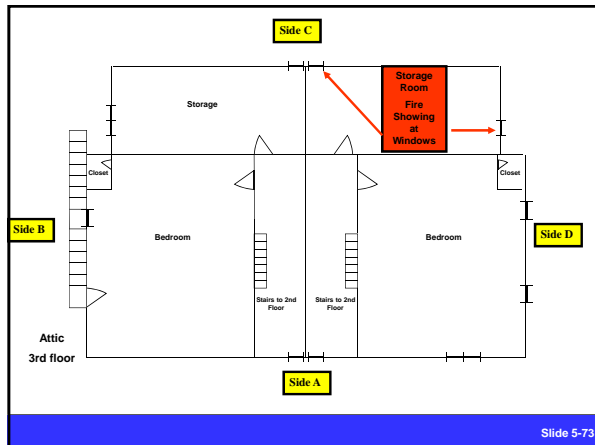 Side C
Storage
Storage
Room
Fire
Showing
at
Windows
Closet
Closet
Side B
Bedroom
Bedroom
Side D
Stairs to 2nd
Floor
Stairs to 2nd
Floor
Attic
3rd floor
Side A
Slide 5-73